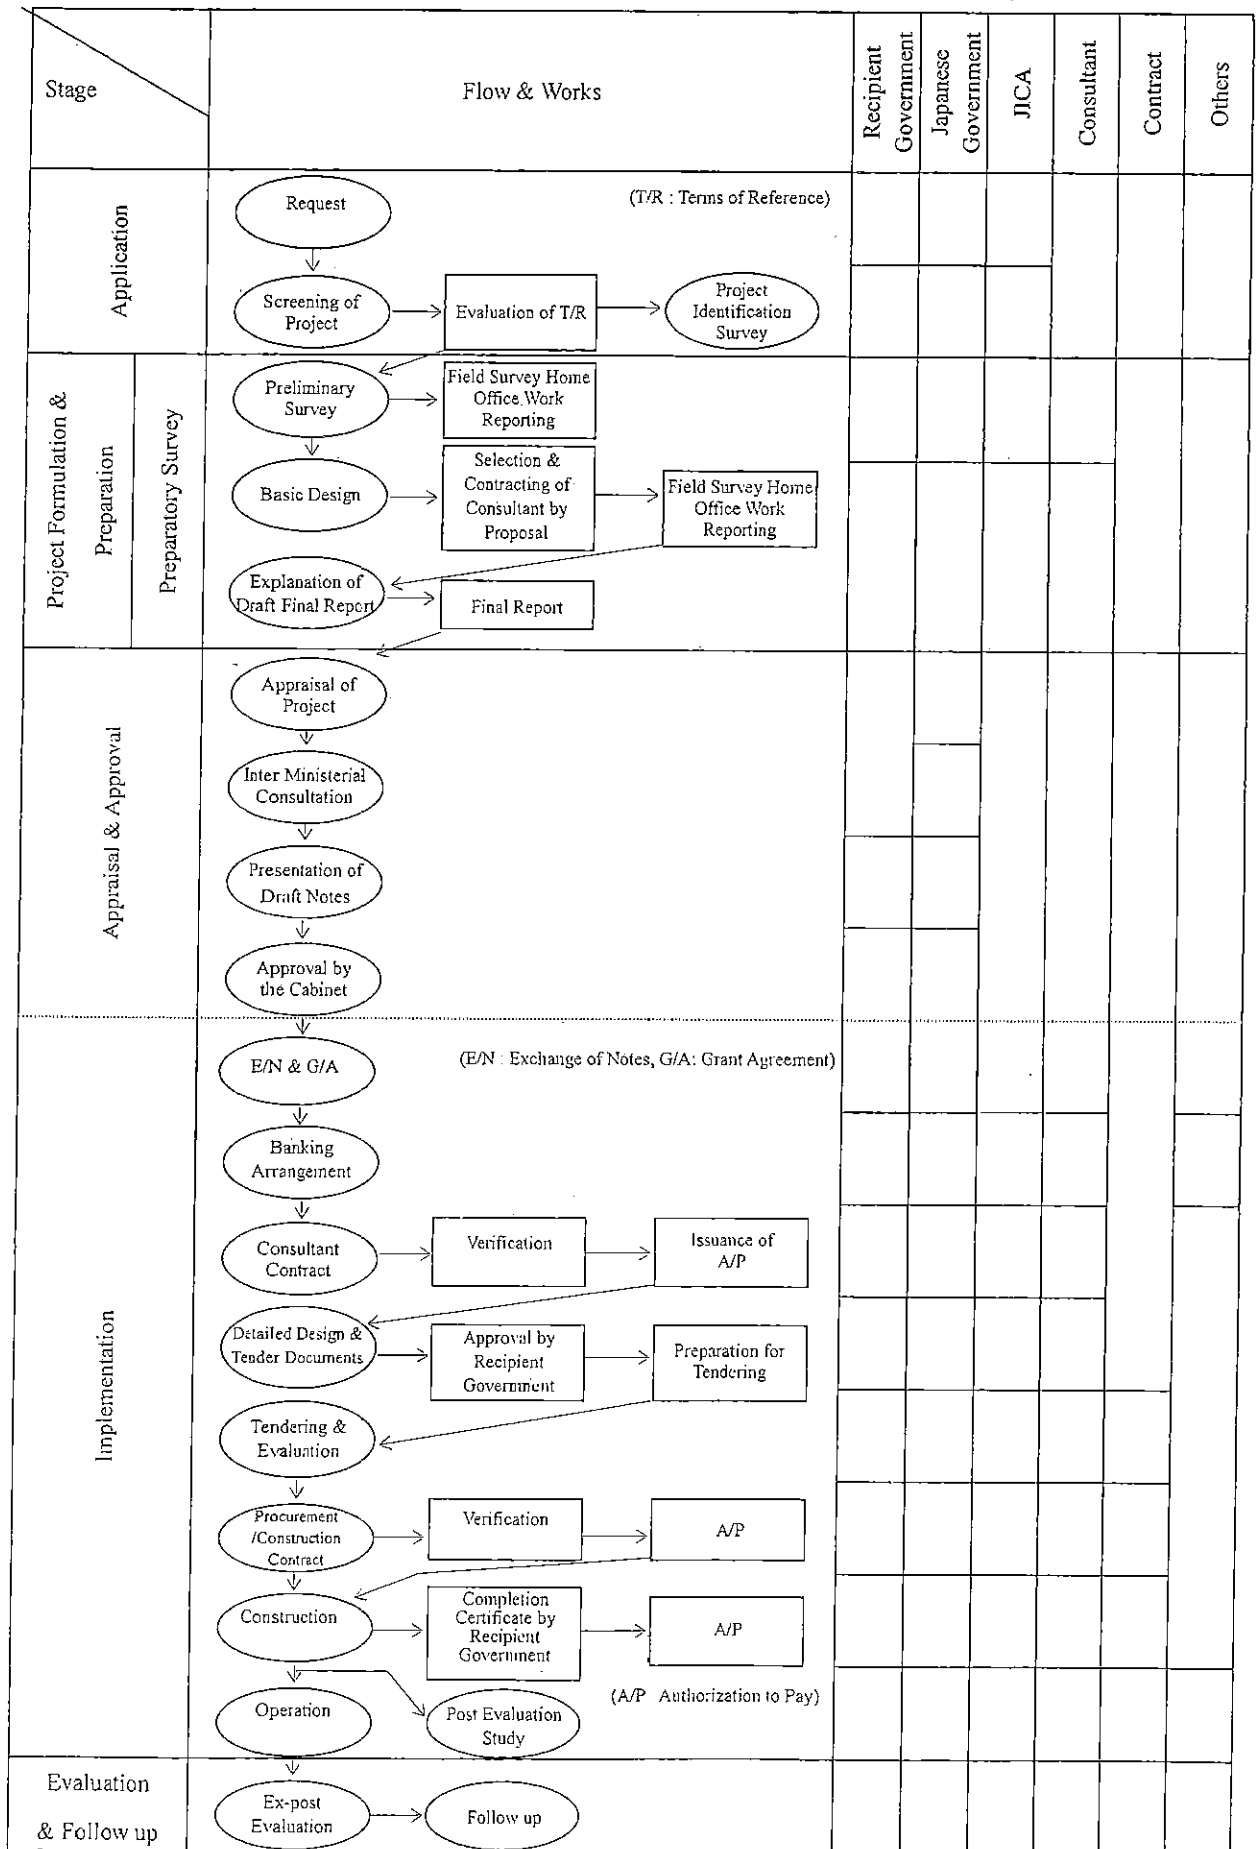 Stage
Flow & Works
Recipient
Government
Japanese
Government
JICA
Consultant
Contract
Others
Application
Request
(T/R : Terms of Reference)
Screening of
Project
Evaluation of T/R
Project
Identification
Survey
Project Formulation &
Preparation
Preparatory Survey
Preliminary
Survey
Field Survey Home
Office Work
Reporting
Basic Design
Selection &
Contracting of
Consultant by
Proposal
Field Survey Home
Office Work
Reporting
Explanation of
Draft Final Report
Final Report
Appraisal & Approval
Appraisal of
Project
Inter Ministerial
Consultation
Presentation of
Draft Notes
Approval by
the Cabinet
Implementation
E/N & G/A
(E/N : Exchange of Notes, G/A: Grant Agreement)
Banking
Arrangement
Consultant
Contract
Verification
Issuance of
A/P
Detailed Design &
Tender Documents
Approval by
Recipient
Government
Preparation for
Tendering
Tendering &
Evaluation
Procurement
/Construction
Contract
Verification
A/P
Construction
Completion
Certificate by
Recipient
Government
A/P
Operation
Post Evaluation
Study
(A/P Authorization to Pay)
Evaluation
& Follow up
Ex-post
Evaluation
Follow up